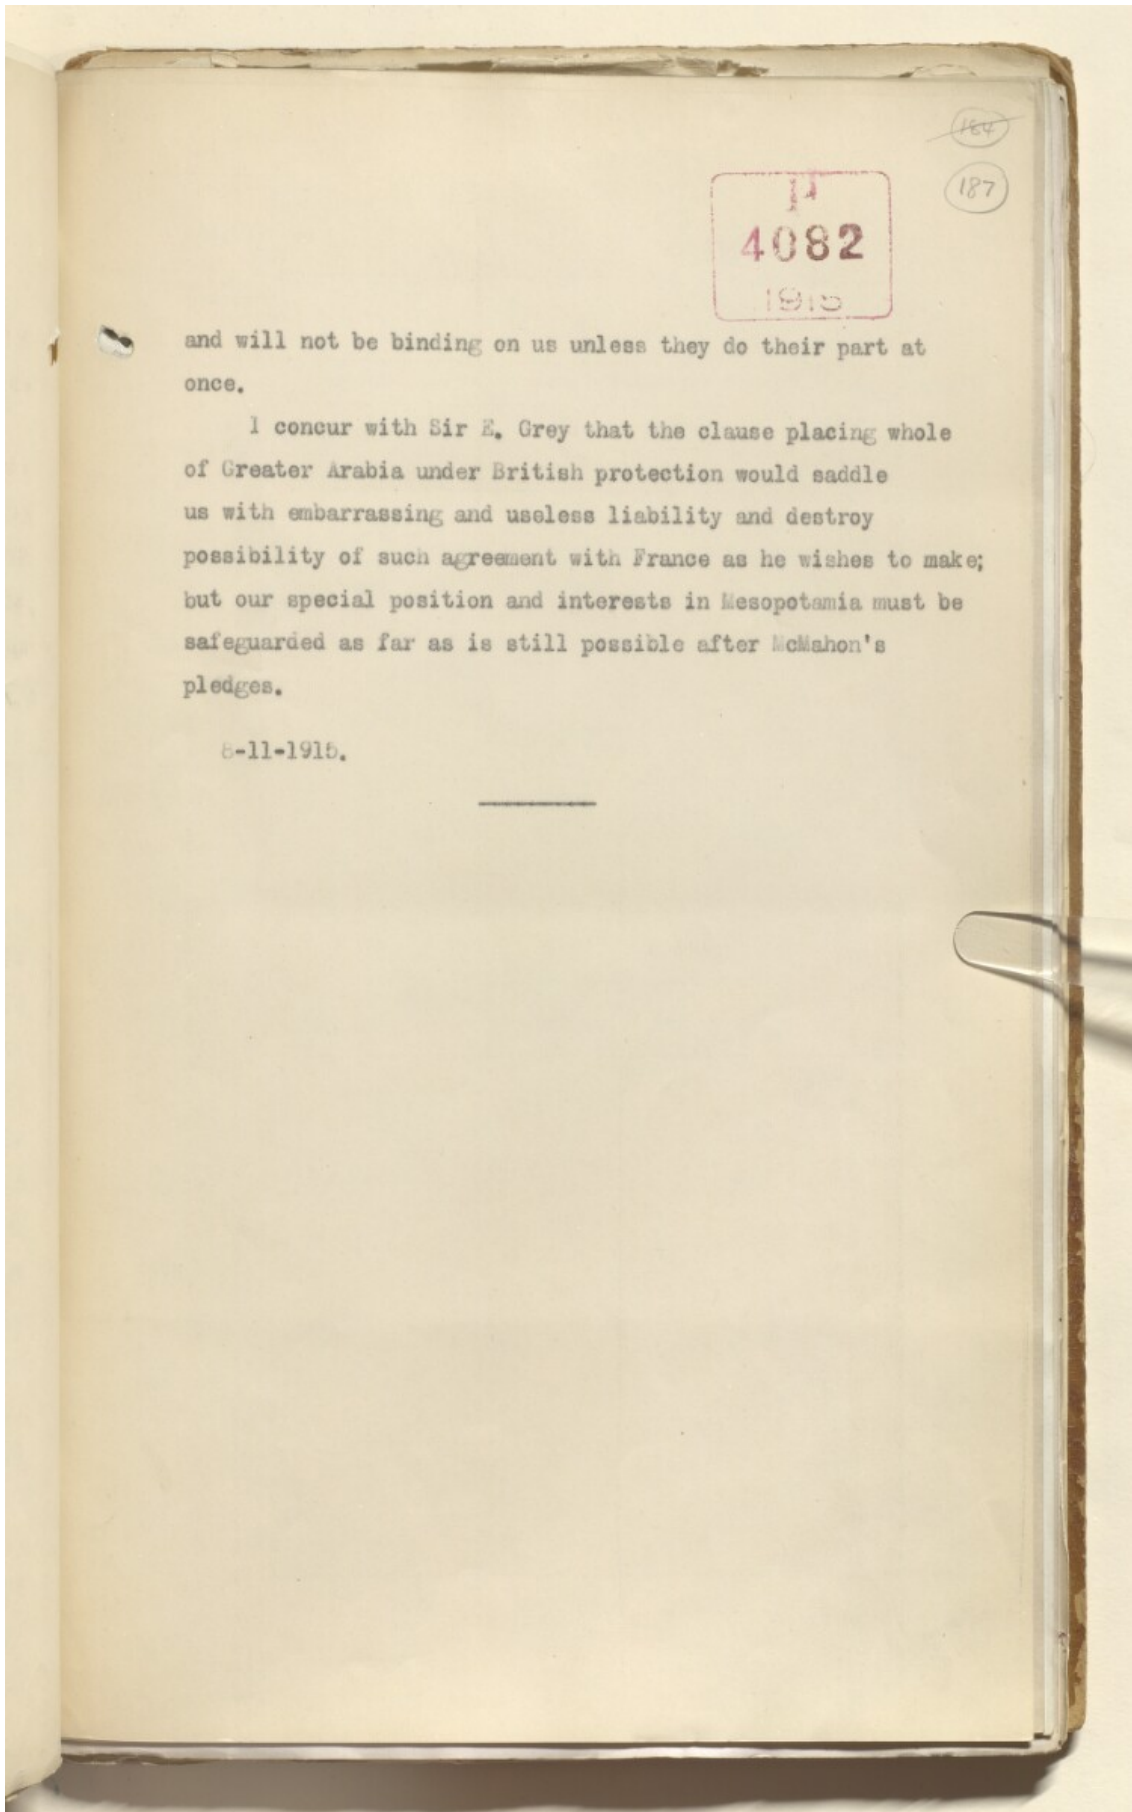 184
187
P
4082
1915
and will not be binding on us unless they do their part at
once.
I concur with Sir E. Grey that the clause placing whole
of Greater Arabia under British protection would saddle
us with embarrassing and useless liability and destroy
possibility of such agreement with France as he wishes to make;
but our special position and interests in Mesopotamia must be
safeguarded as far as is still possible after McMahon's
pledges.
8-11-1915.